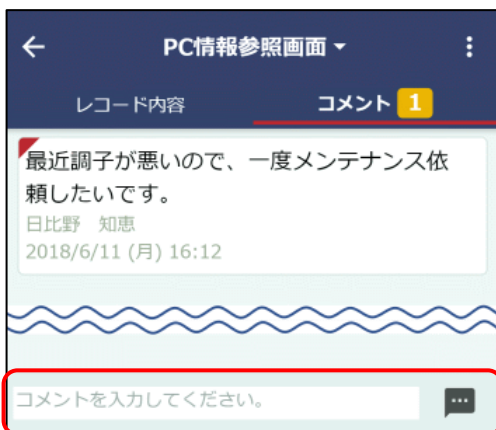 PC情報参照画面
レコード内容 コメント 1
最近調子が悪いので、一度メンテナンス依
頼したいです。
日比野 知恵
2018/6/11 (月) 16:12
コメントを入力してください。